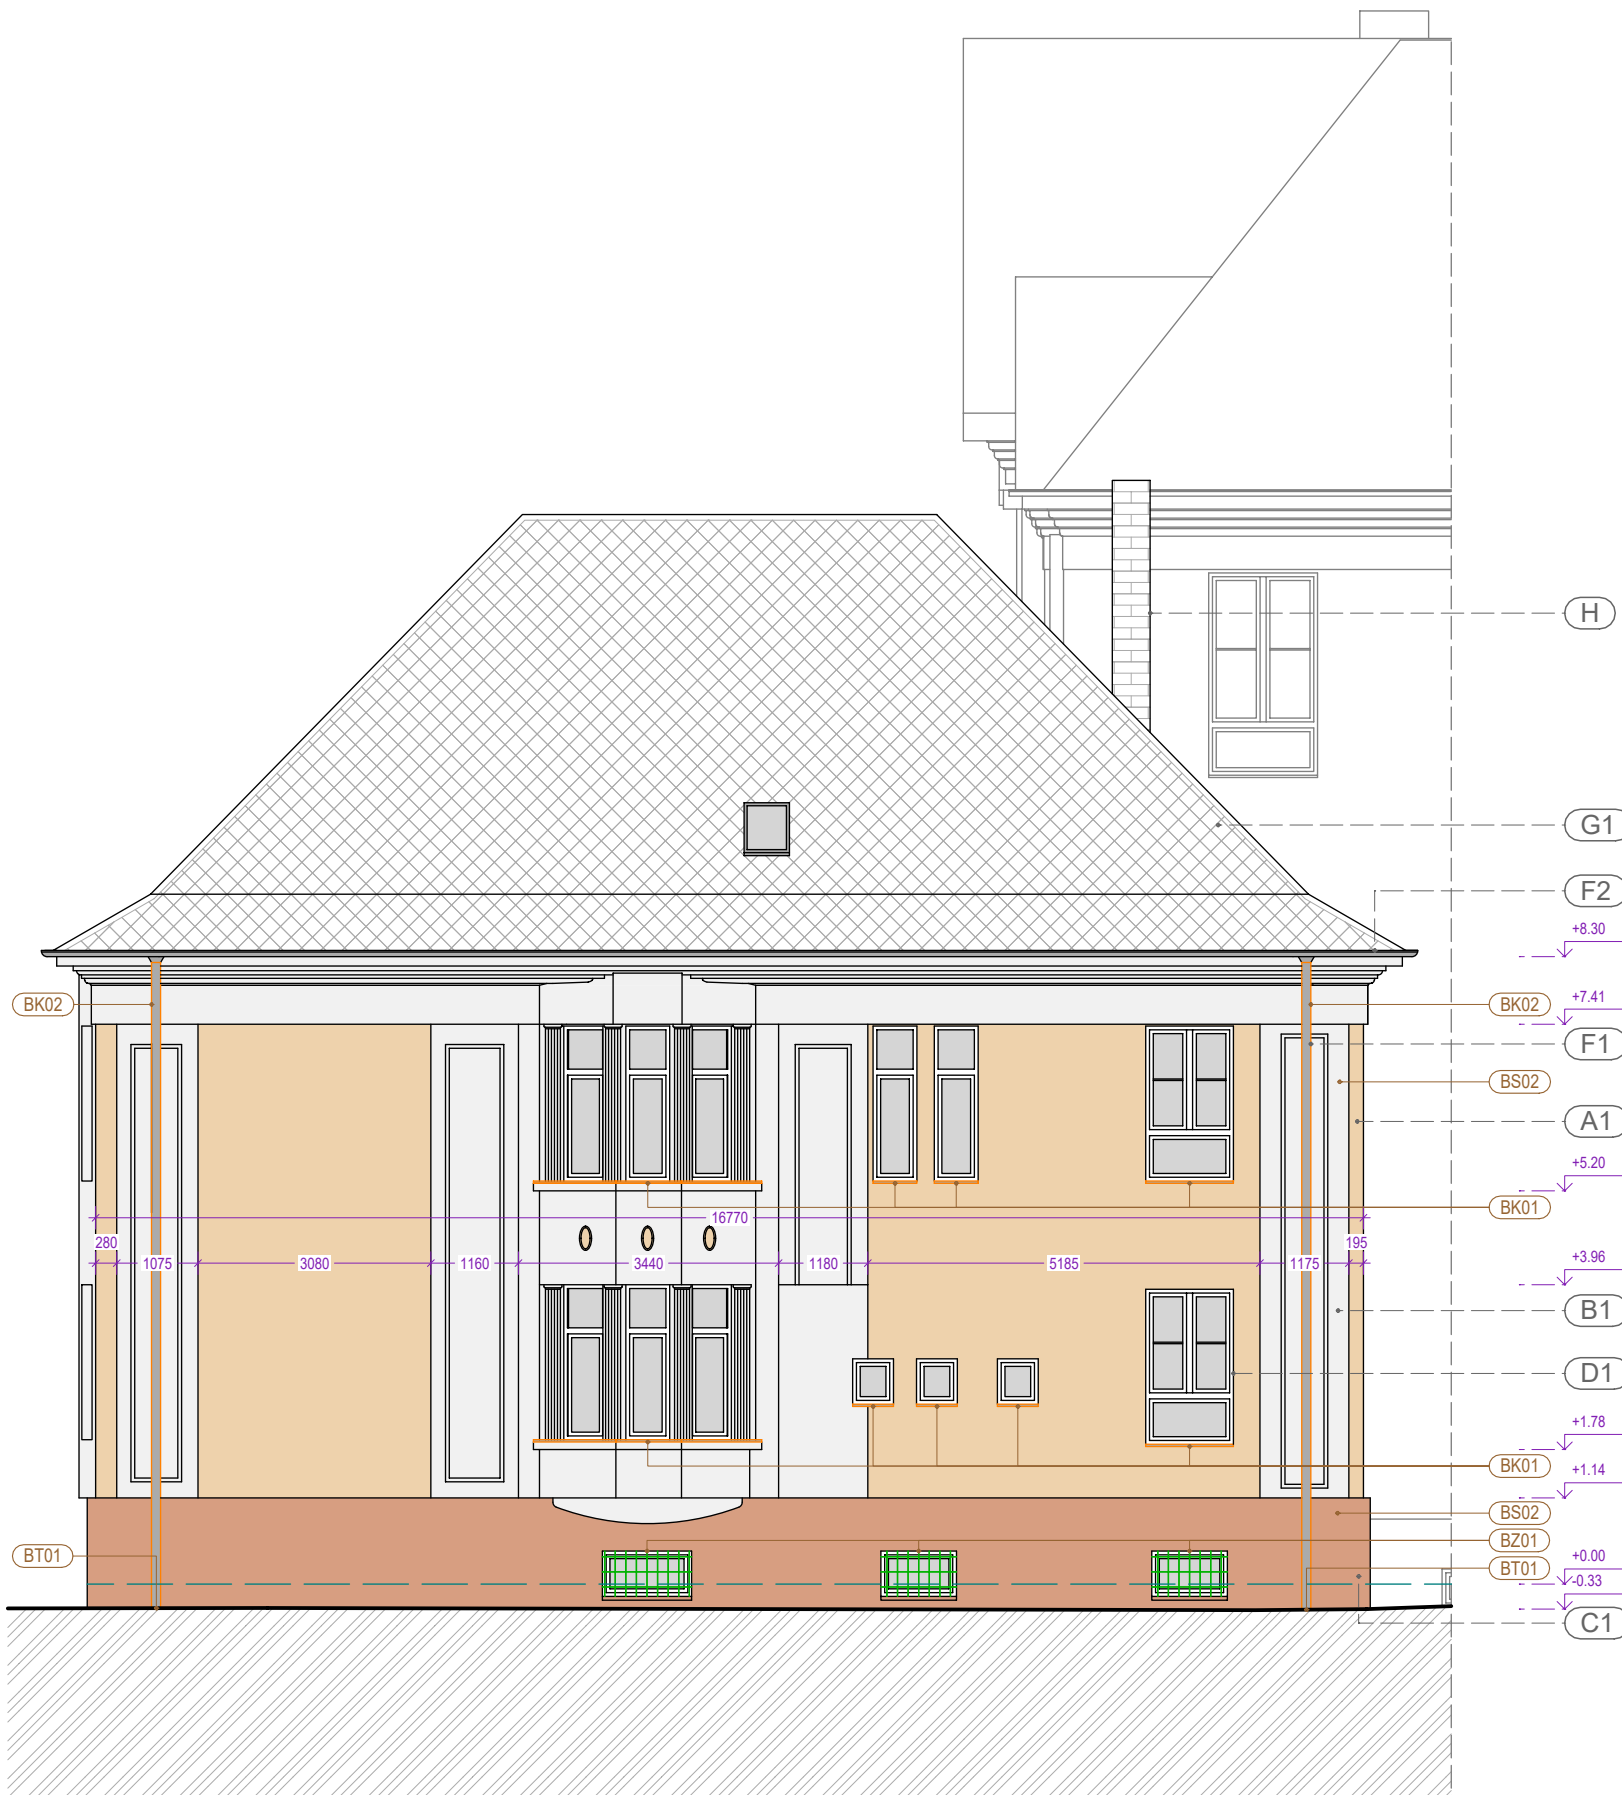 H
G1
F2
+8.30
BK02
BK02
+7.41
F1
BS02
A1
+5.20
BK01
16770
280
195
1075
3080
1160
3440
1180
5185
1175
+3.96
B1
D1
+1.78
BK01
+1.14
BS02
BZ01
BT01
BT01
+0.00
-0.33
C1